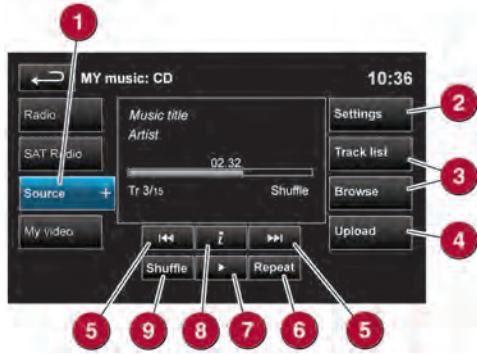 1
MY music: CD
10:36
Radio
Music title
Settings
2
Artist
SAT Radio
02.32
Track list
3
Source +
Tr 3/15
Shuffle
Browse
My video
Upload
4
i
Shuffle
Repeat
5
9
8
7
6
5